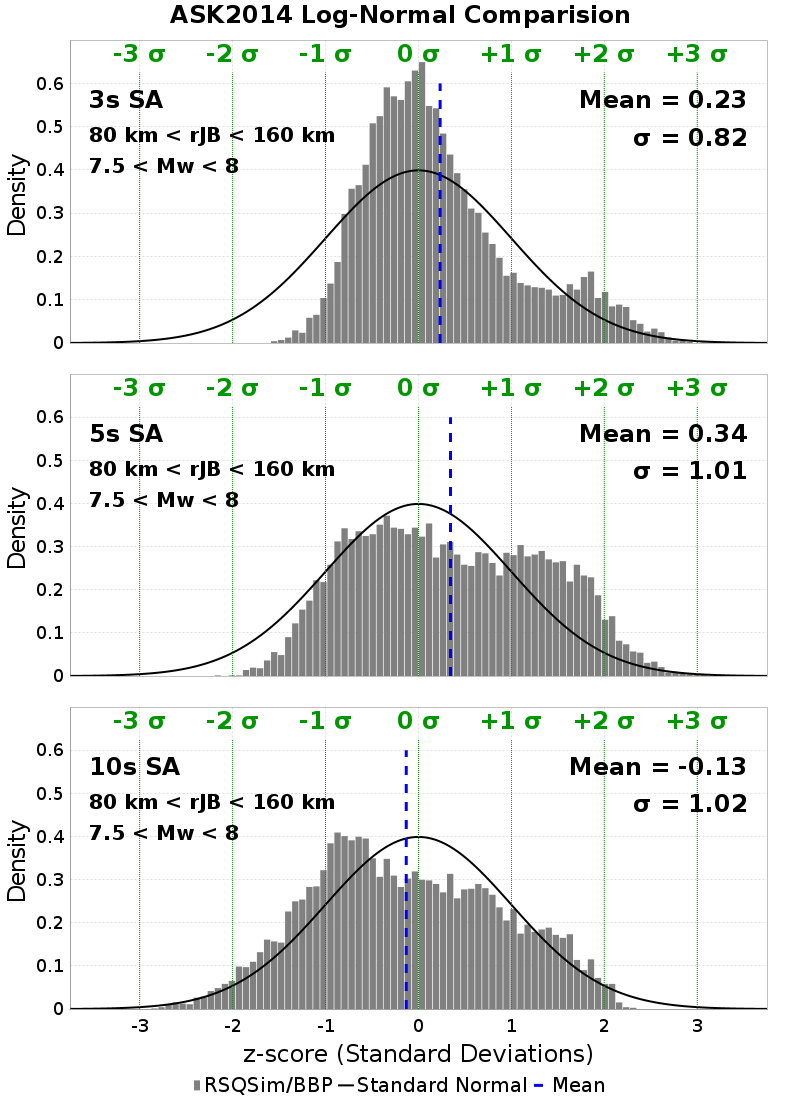 ASK2014 Log-Normal Comparision
-3 σ -2 σ -1 σ 0 σ +1 σ +2 σ +3 σ
3s SA
Mean = 0.23
80 km < rJB < 160 km
σ = 0.82
7.5 < Mw < 8
Density
0.6
0.5
0.4
0.3
0.2
0.1
0
-3 σ -2 σ -1 σ 0 σ +1 σ +2 σ +3 σ
5s SA
Mean = 0.34
80 km < rJB < 160 km
σ = 1.01
7.5 < Mw < 8
Density
0.6
0.5
0.4
0.3
0.2
0.1
0
-3 σ -2 σ -1 σ 0 σ +1 σ +2 σ +3 σ
10s SA
Mean = -0.13
80 km < rJB < 160 km
σ = 1.02
7.5 < Mw < 8
Density
0.6
0.5
0.4
0.3
0.2
0.1
0
-3 -2 -1 0 1 2 3
z-score (Standard Deviations)
RSQSim/BBP Standard Normal Mean